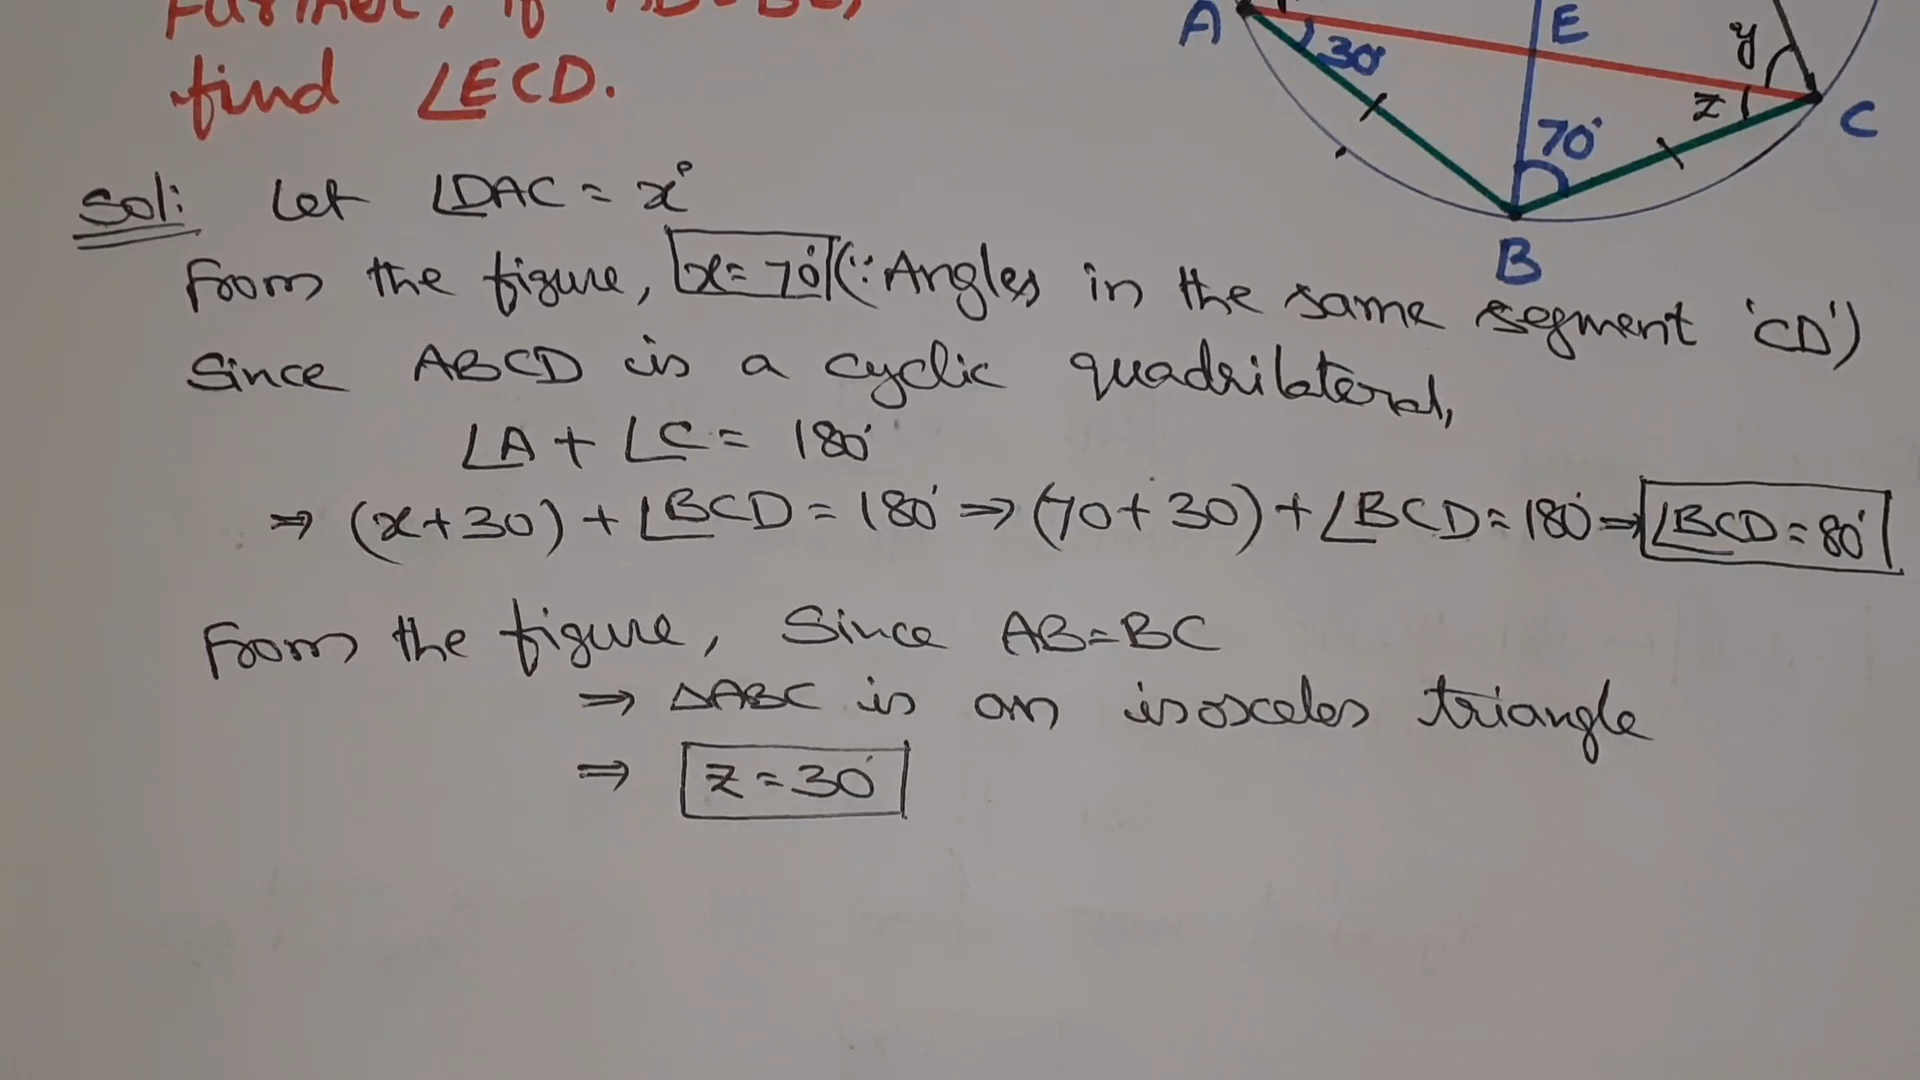 find ∠ECD.
A
E
30°
y
z
C
70°
B
Sol: Let ∠DAC = x°
From the figure, x = 70° (∵ Angles in the same segment 'CD')
Since ABCD is a cyclic quadrilateral,
∠A + ∠C = 180°
⇒ (x+30) + ∠BCD = 180° ⇒ (70+30) + ∠BCD = 180° ⇒ ∠BCD = 80°
From the figure, Since AB=BC
⇒ △ABC is an isosceles triangle
⇒ z = 30°